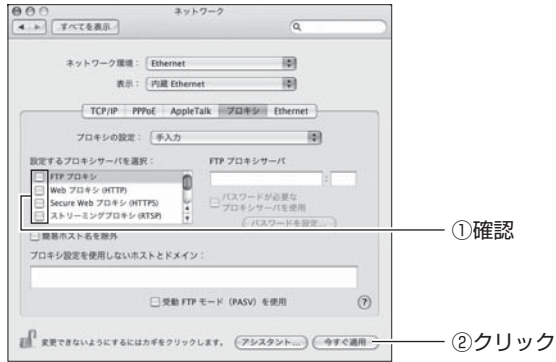 ネットワーク
すべてを表示
ネットワーク環境： Ethernet
表示： 内蔵 Ethernet
TCP/IP PPPoE AppleTalk プロキシ Ethernet
プロキシの設定： 手入力
設定するプロキシサーバを選択： FTP プロキシサーバ
FTP プロキシ
Web プロキシ (HTTP)
Secure Web プロキシ (HTTPS)
ストリーミングプロキシ (RTSP)
:
パスワードが必要な
プロキシサーバを使用
パスワードを設定...
①確認
簡易ホスト名を除外
プロキシ設定を使用しないホストとドメイン：
受動 FTP モード (PASV) を使用
?
変更できないようにするにはカギをクリックします。 アシスタント... 今すぐ適用
②クリック